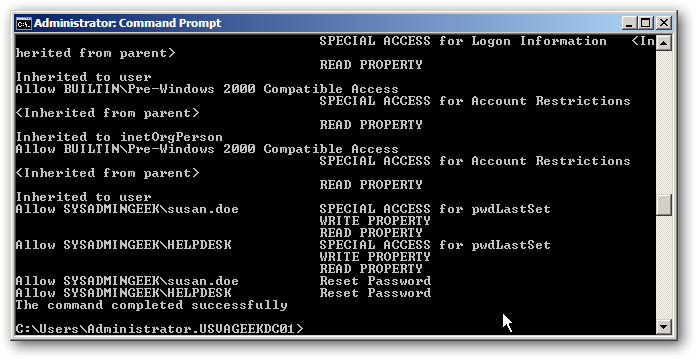 Administrator: Command Prompt
SPECIAL ACCESS for Logon Information   <In
herited from parent>
READ PROPERTY
Inherited to user
Allow BUILTIN\Pre-Windows 2000 Compatible Access
SPECIAL ACCESS for Account Restrictions
<Inherited from parent>
READ PROPERTY
Inherited to inetOrgPerson
Allow BUILTIN\Pre-Windows 2000 Compatible Access
SPECIAL ACCESS for Account Restrictions
<Inherited from parent>
READ PROPERTY
Inherited to user
Allow SYSADMINGEEK\susan.doe          SPECIAL ACCESS for pwdLastSet
WRITE PROPERTY
READ PROPERTY
Allow SYSADMINGEEK\HELPDESK           SPECIAL ACCESS for pwdLastSet
WRITE PROPERTY
READ PROPERTY
Allow SYSADMINGEEK\susan.doe          Reset Password
Allow SYSADMINGEEK\HELPDESK           Reset Password
The command completed successfully
C:\Users\Administrator.USVAGEEKDC01>